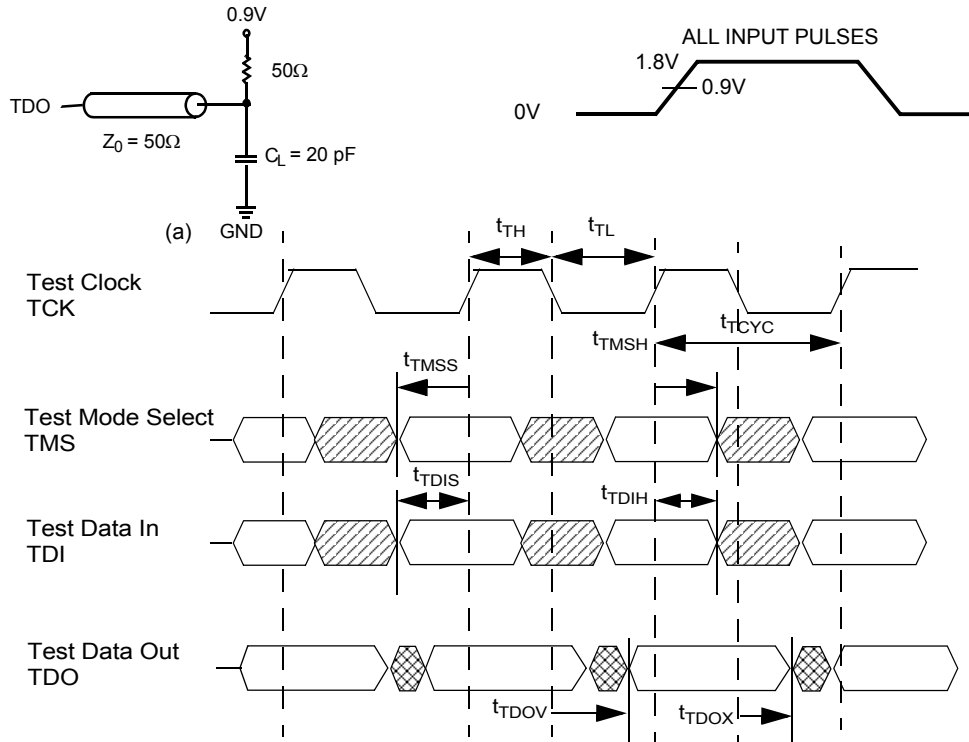 0.9V
50Ω
TDO
Z0 = 50Ω
CL = 20 pF
(a)
GND
ALL INPUT PULSES
1.8V
0.9V
0V
tTH
tTL
Test Clock
TCK
tTMSH
tTCYC
tTMSS
Test Mode Select
TMS
tTDIS
tTDIH
Test Data In
TDI
Test Data Out
TDO
tTDOV
tTDOX